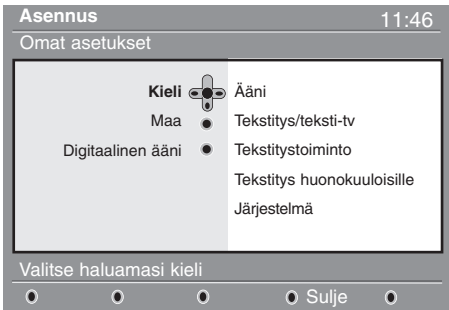 Asennus 11:46
Omat asetukset
Kieli
Maa
Digitaalinen ääni
Ääni
Tekstitys/teksti-tv
Tekstitystoiminto
Tekstitys huonokuuloisille
Järjestelmä
Valitse haluamasi kieli
Sulje